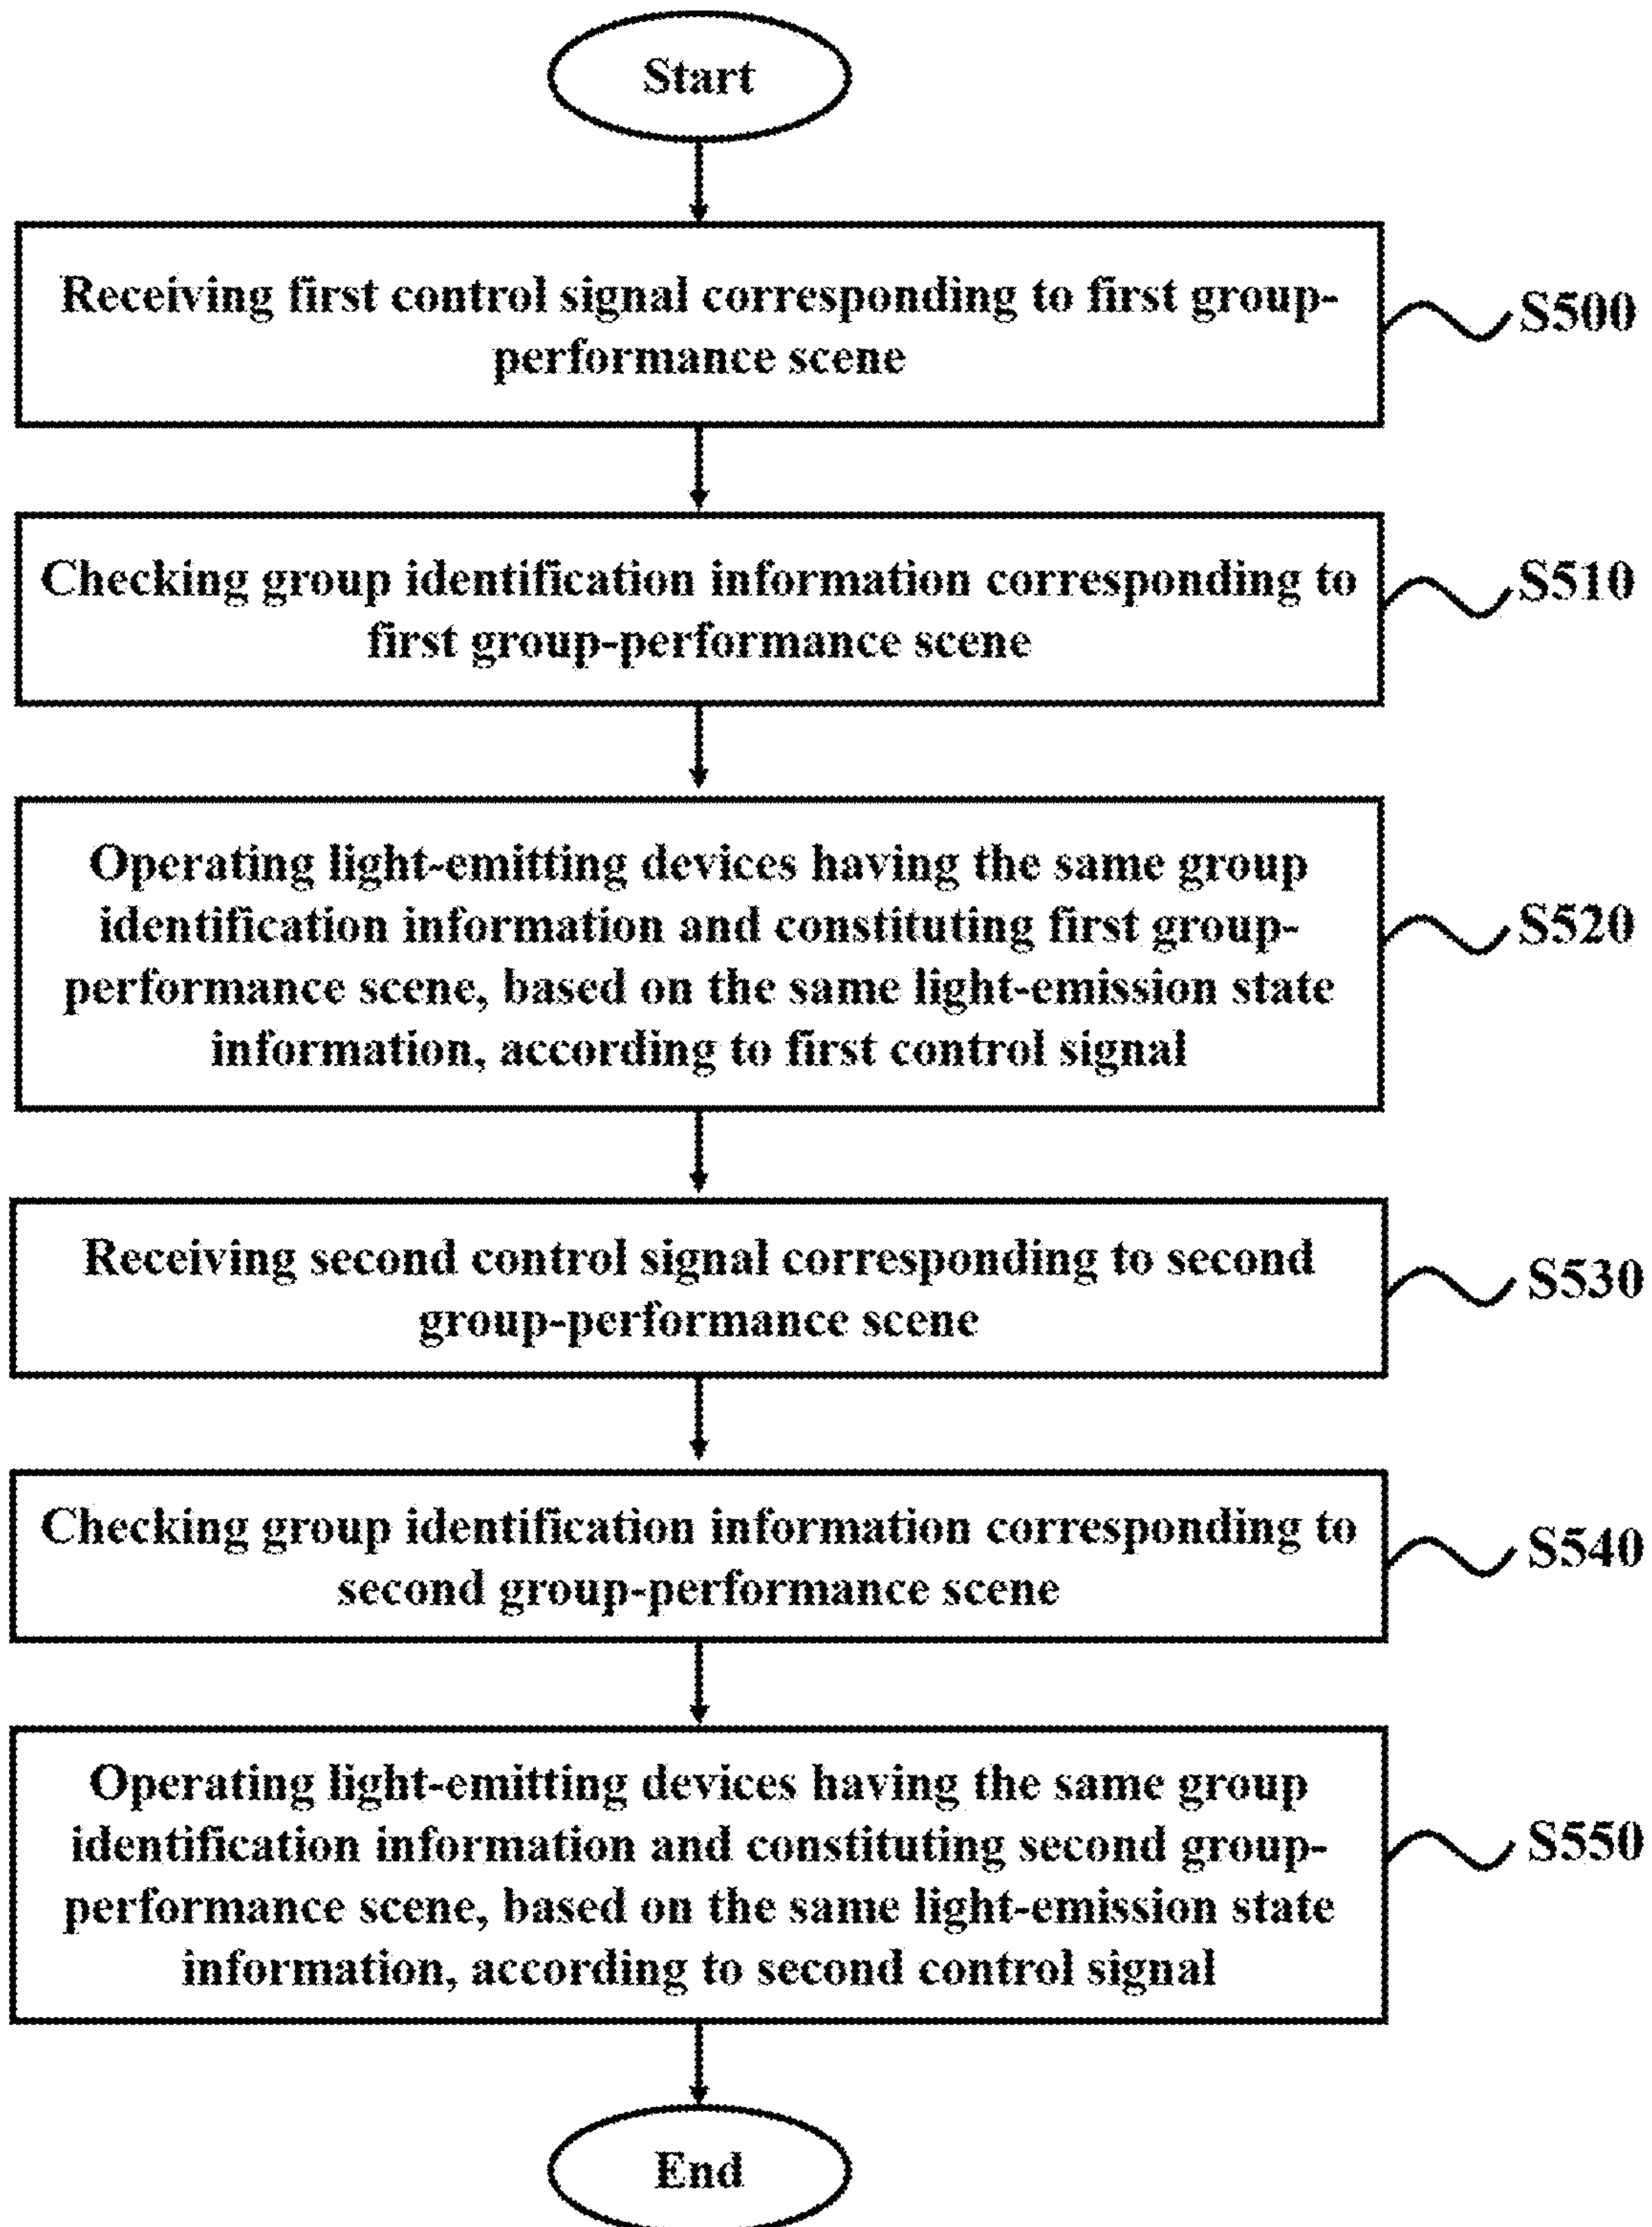 Start
Receiving first control signal corresponding to first group-
performance scene
S500
Checking group identification information corresponding to
first group-performance scene
S510
Operating light-emitting devices having the same group
identification information and constituting first group-
performance scene, based on the same light-emission state
information, according to first control signal
S520
Receiving second control signal corresponding to second
group-performance scene
S530
Checking group identification information corresponding to
second group-performance scene
S540
Operating light-emitting devices having the same group
identification information and constituting second group-
performance scene, based on the same light-emission state
information, according to second control signal
S550
End